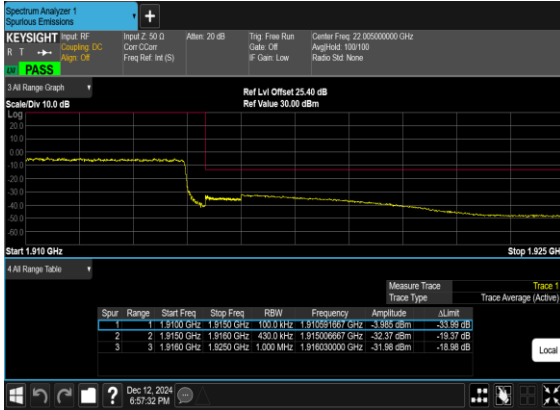 Spectrum Analyzer 1
Spurious Emissions
+
KEYSIGHT
R T
PASS
Input: RF
Coupling: DC
Align: Off
Input Z: 50 Ω
Corr CCorr
Freq Ref: Int (S)
Atten: 20 dB
Trig: Free Run
Gate: Off
IF Gain: Low
Center Freq: 22.005000000 GHz
Avg|Hold: 100/100
Radio Std: None
3 All Range Graph
Scale/Div 10.0 dB
Ref Lvl Offset 25.40 dB
Ref Value 30.00 dBm
Log
20.0
10.0
0.00
-10.0
-20.0
-30.0
-40.0
-50.0
-60.0
Start 1.910 GHz
Stop 1.925 GH
4 All Range Table
Measure Trace Trace 1
Trace Type Trace Average (Active)
Spur Range Start Freq Stop Freq RBW Frequency Amplitude ΔLimit
1 1 1.9100 GHz 1.9150 GHz 100.0 kHz 1.910591667 GHz -3.985 dBm -33.99 dB
2 2 1.9150 GHz 1.9160 GHz 430.0 kHz 1.915006667 GHz -32.37 dBm -19.37 dB
3 3 1.9160 GHz 1.9250 GHz 1.000 MHz 1.916030000 GHz -31.98 dBm -18.98 dB
Local
?
Dec 12, 2024
6:57:32 PM